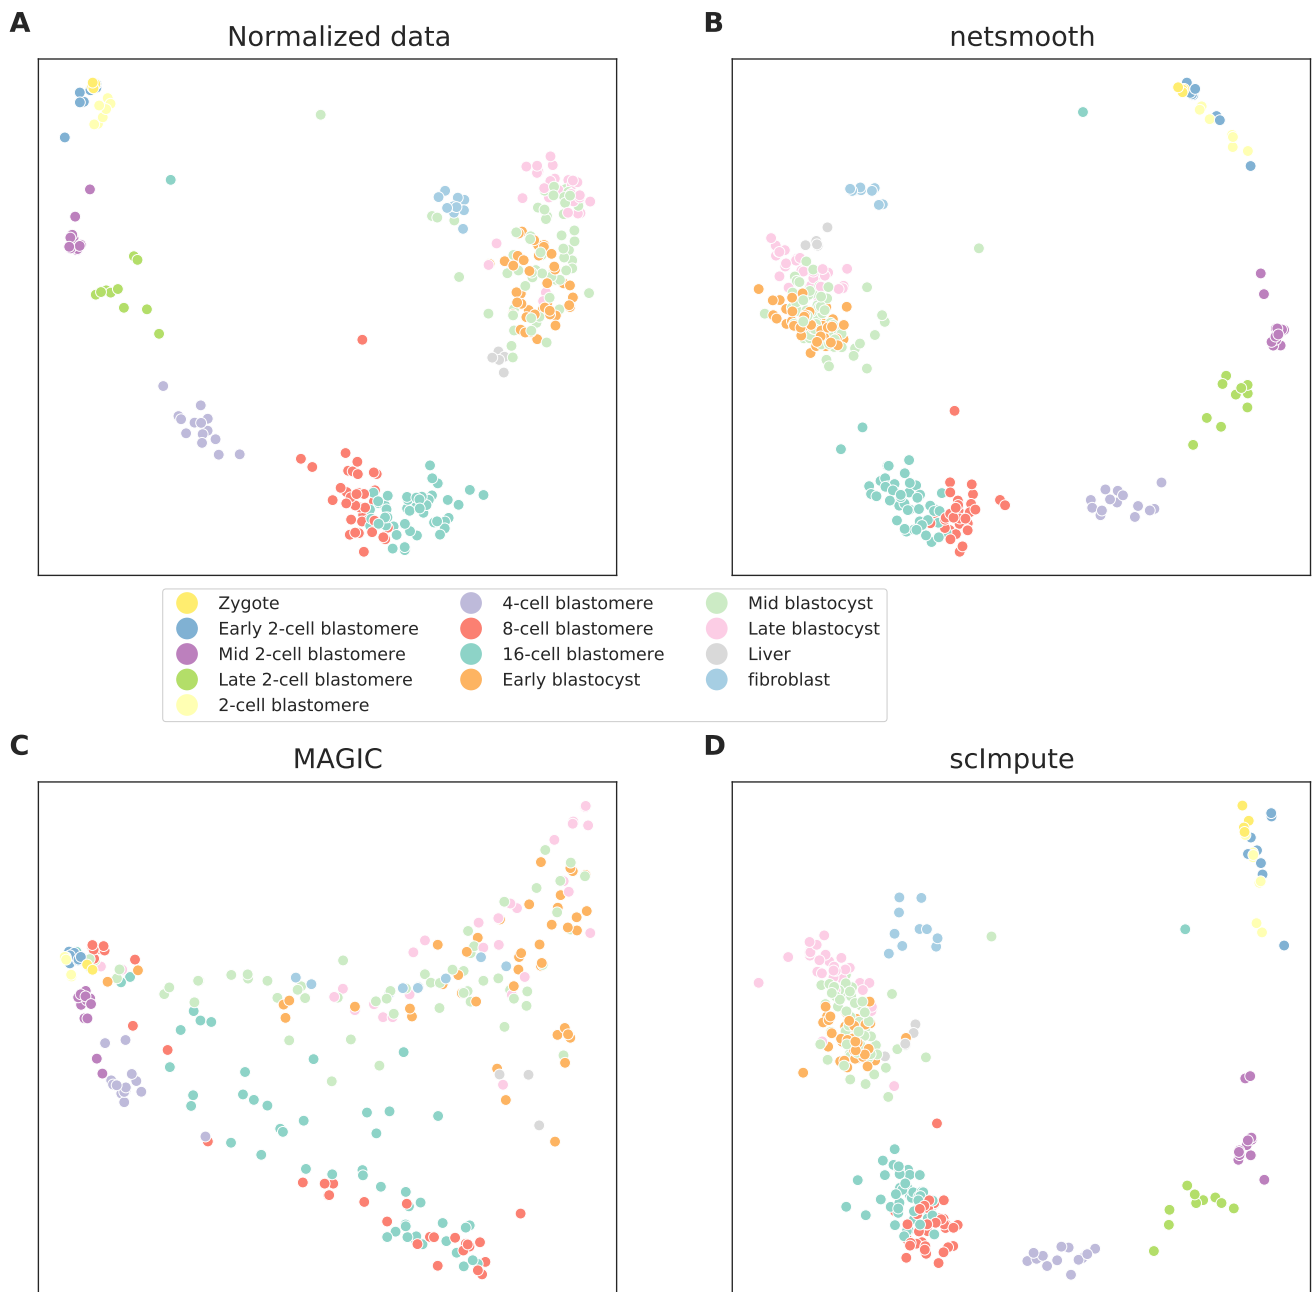 A
Normalized data
B
netsmooth
Zygote
Early 2-cell blastomere
Mid 2-cell blastomere
Late 2-cell blastomere
2-cell blastomere
4-cell blastomere
8-cell blastomere
16-cell blastomere
Early blastocyst
Mid blastocyst
Late blastocyst
Liver
fibroblast
C
MAGIC
D
scImpute